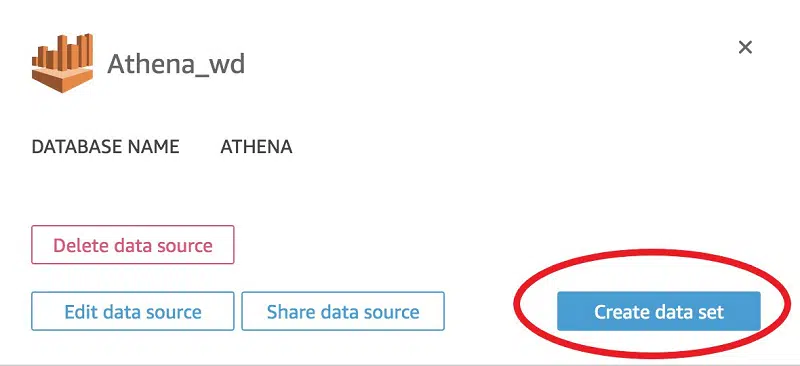 Athena_wd
DATABASE NAME ATHENA
Delete data source
Edit data source Share data source Create data set